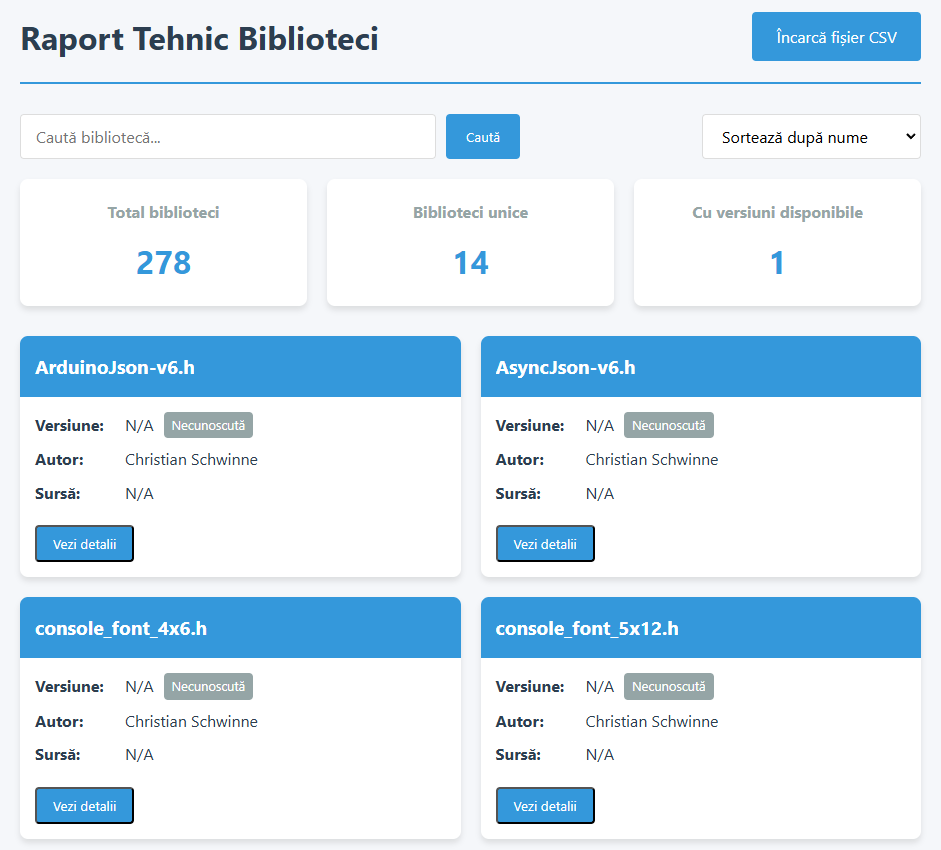 Raport Tehnic Biblioteci
Încarcă fișier CSV
Caută bibliotecă...
Caută
Sortează după nume
Total biblioteci
278
Biblioteci unice
14
Cu versiuni disponibile
1
ArduinoJson-v6.h
Versiune: N/A Necunoscută
Autor: Christian Schwinne
Sursă: N/A
Vezi detalii
AsyncJson-v6.h
Versiune: N/A Necunoscută
Autor: Christian Schwinne
Sursă: N/A
Vezi detalii
console_font_4x6.h
Versiune: N/A Necunoscută
Autor: Christian Schwinne
Sursă: N/A
Vezi detalii
console_font_5x12.h
Versiune: N/A Necunoscută
Autor: Christian Schwinne
Sursă: N/A
Vezi detalii